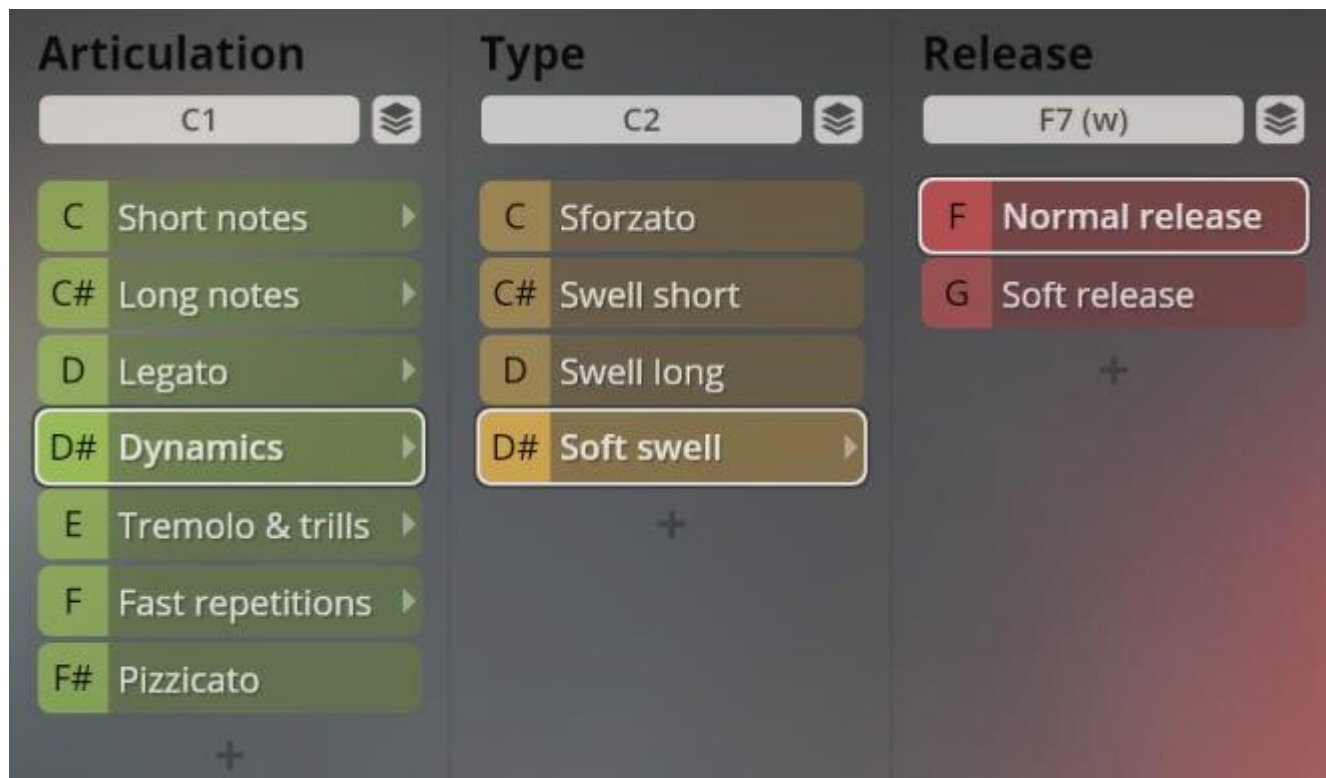 Articulation
C1
C Short notes
C# Long notes
D Legato
D# Dynamics
E Tremolo & trills
F Fast repetitions
F# Pizzicato
+
Type
C2
C Sforzato
C# Swell short
D Swell long
D# Soft swell
+
Release
F7 (w)
F Normal release
G Soft release
+